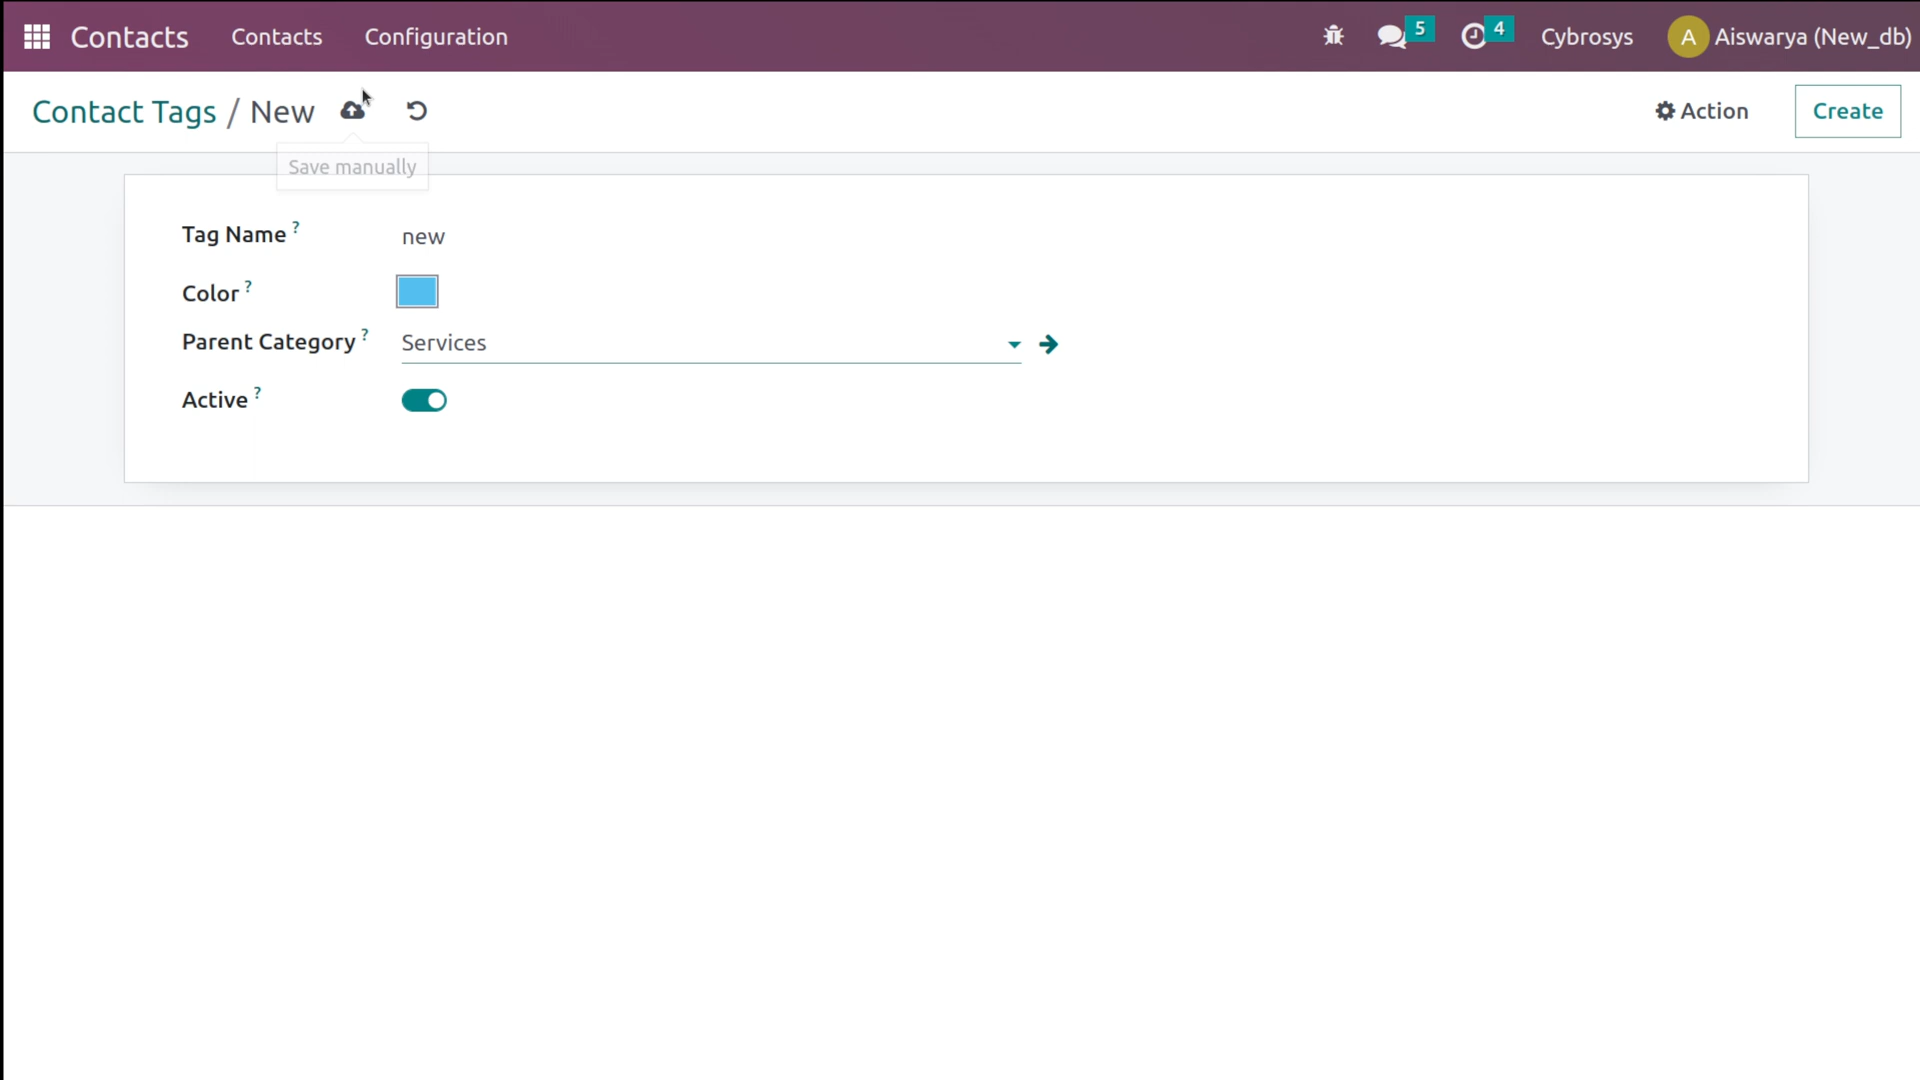 Contacts Contacts Configuration 5 4 Cybrosys A Aiswarya (New_db)
Contact Tags / New Action Create
Save manually
Tag Name ? new
Color ?
Parent Category ? Services
Active ?